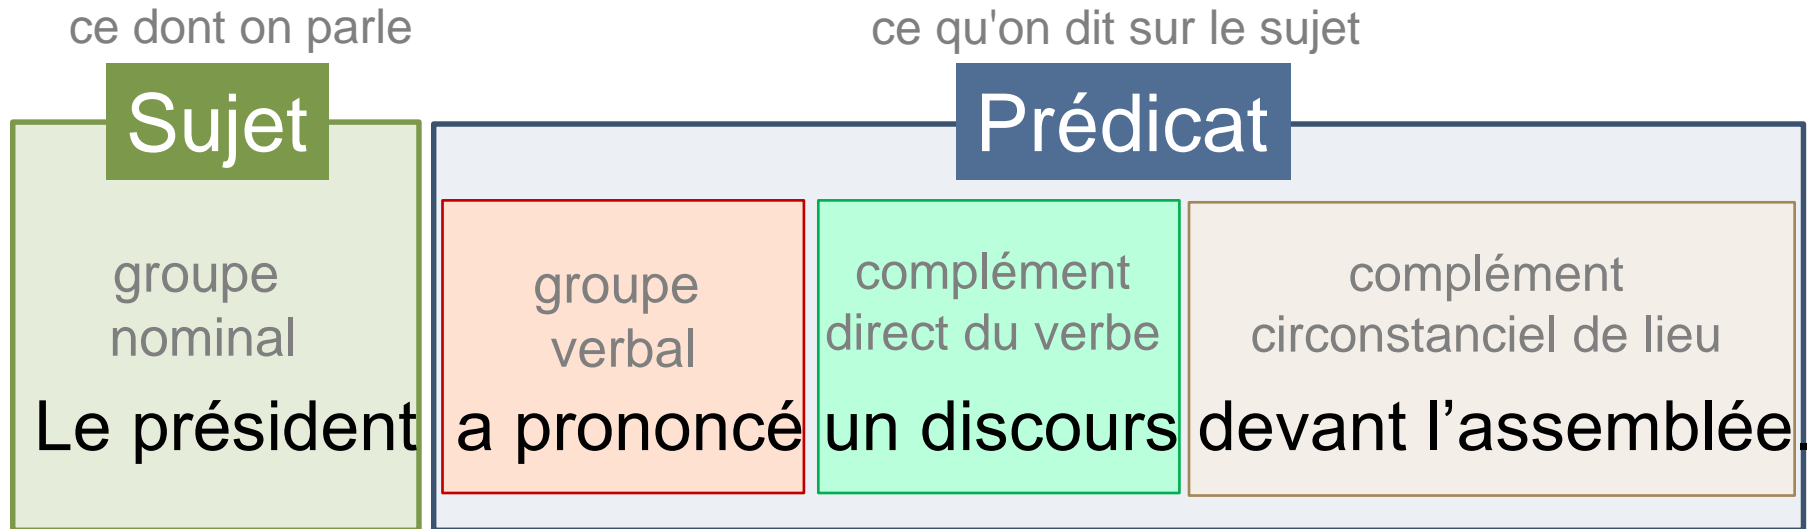 ce dont on parle
ce qu'on dit sur le sujet
Sujet
Prédicat
groupe
nominal
groupe
verbal
complément
direct du verbe
complément
circonstanciel de lieu
Le président a prononcé un discours devant l’assemblée.